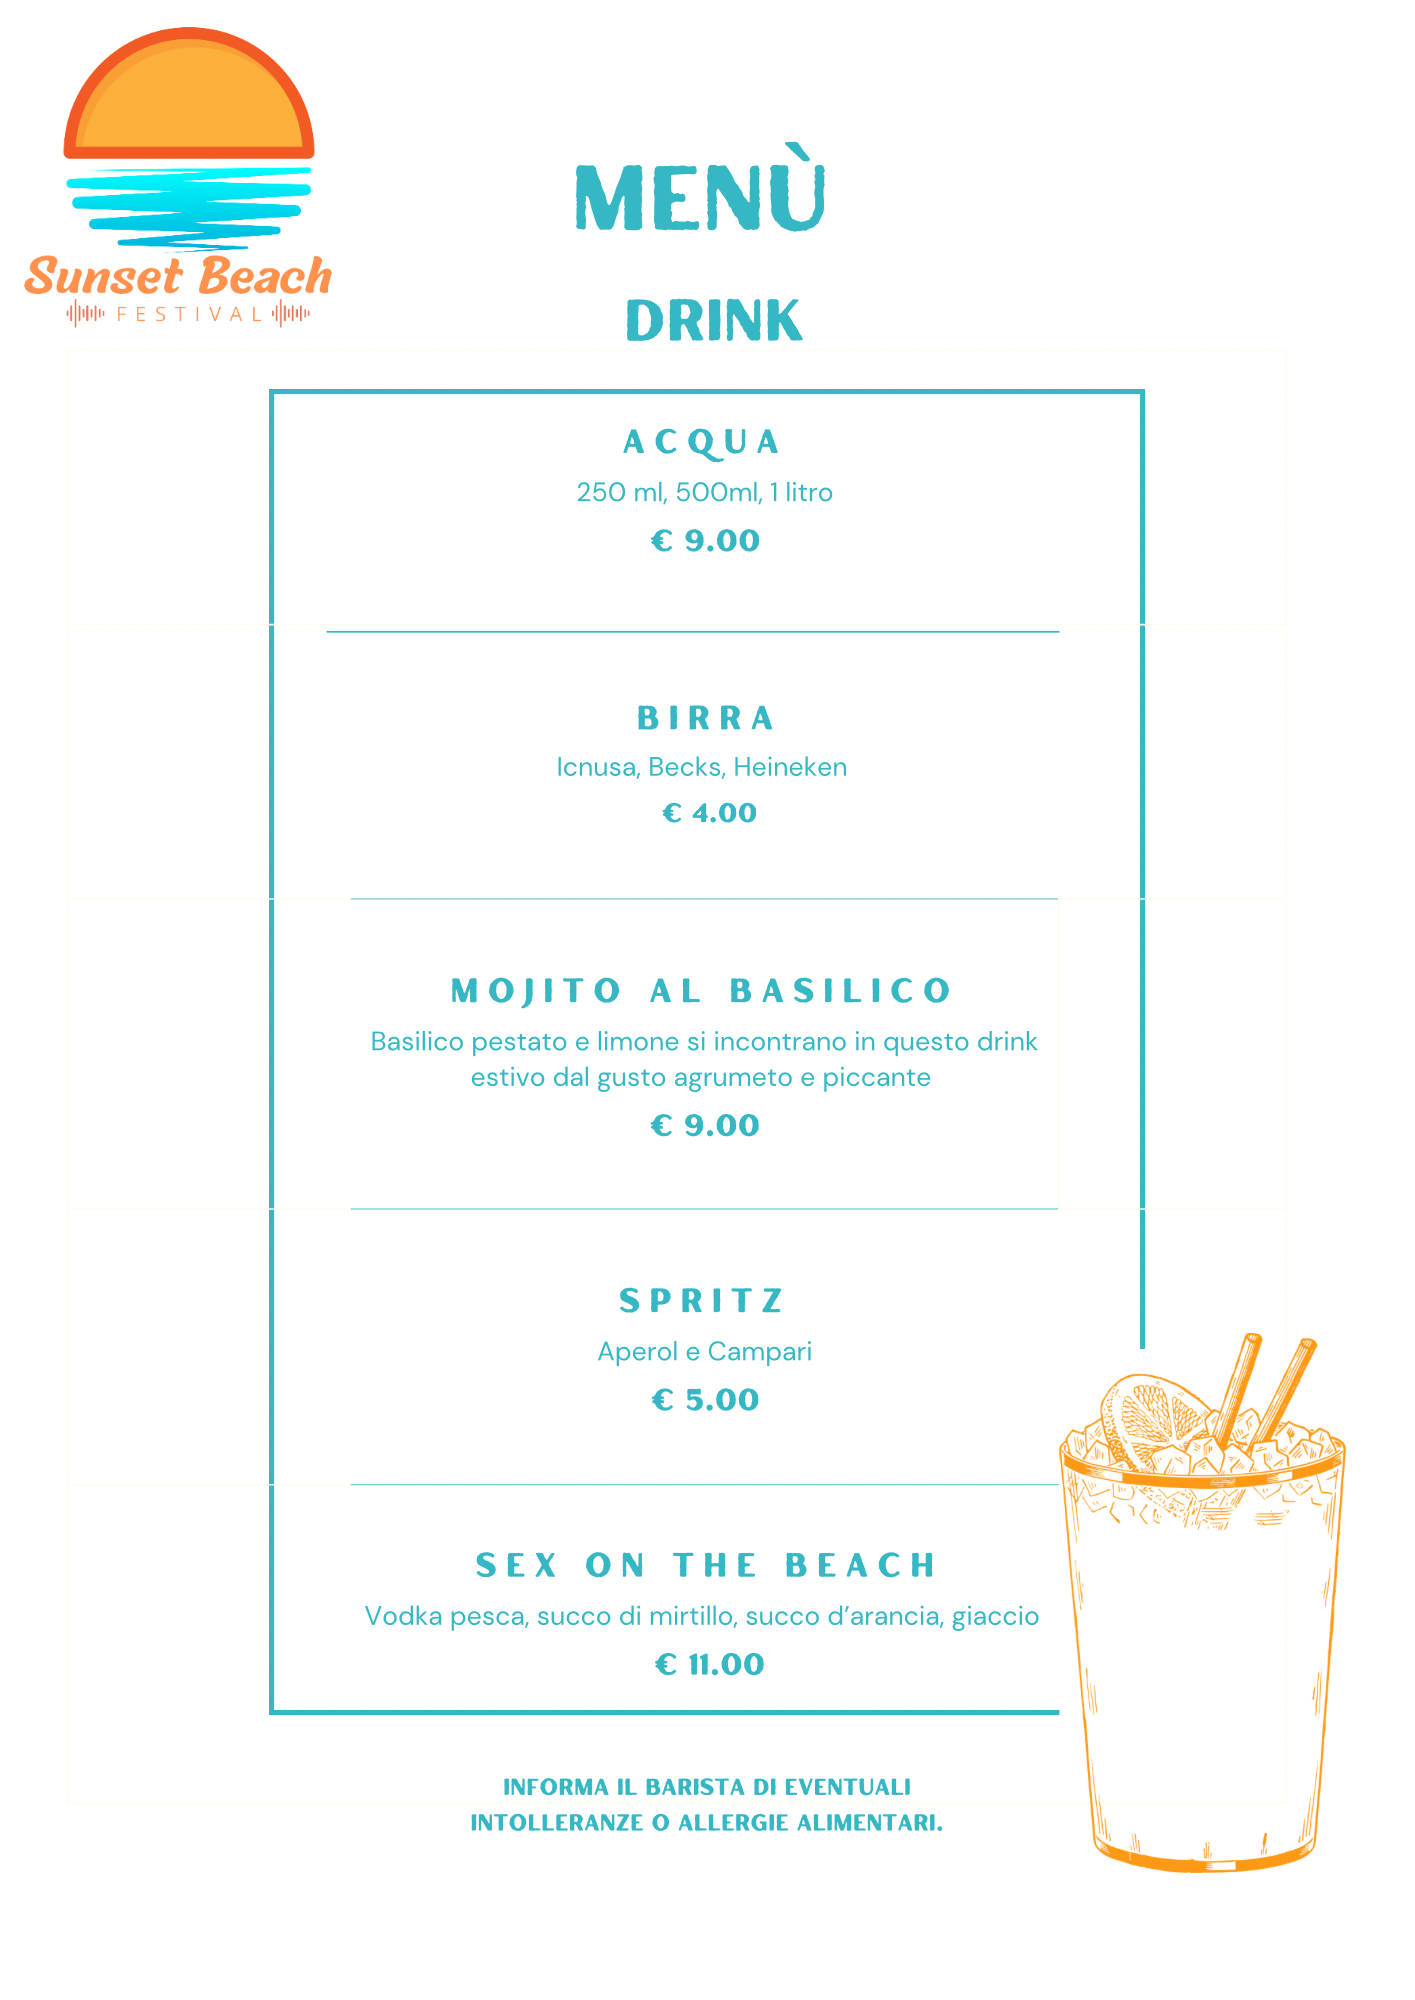 Sunset Beach
FESTIVAL
MENÙ
DRINK
ACQUA
250 ml, 500ml, 1 litro
€ 9.00
BIRRA
Icnusa, Becks, Heineken
€ 4.00
MOJITO AL BASILICO
Basilico pestato e limone si incontrano in questo drink
estivo dal gusto agrumeto e piccante
€ 9.00
SPRITZ
Aperol e Campari
€ 5.00
SEX ON THE BEACH
Vodka pesca, succo di mirtillo, succo d’arancia, giaccio
€ 11.00
INFORMA IL BARISTA DI EVENTUALI
INTOLLERANZE O ALLERGIE ALIMENTARI.